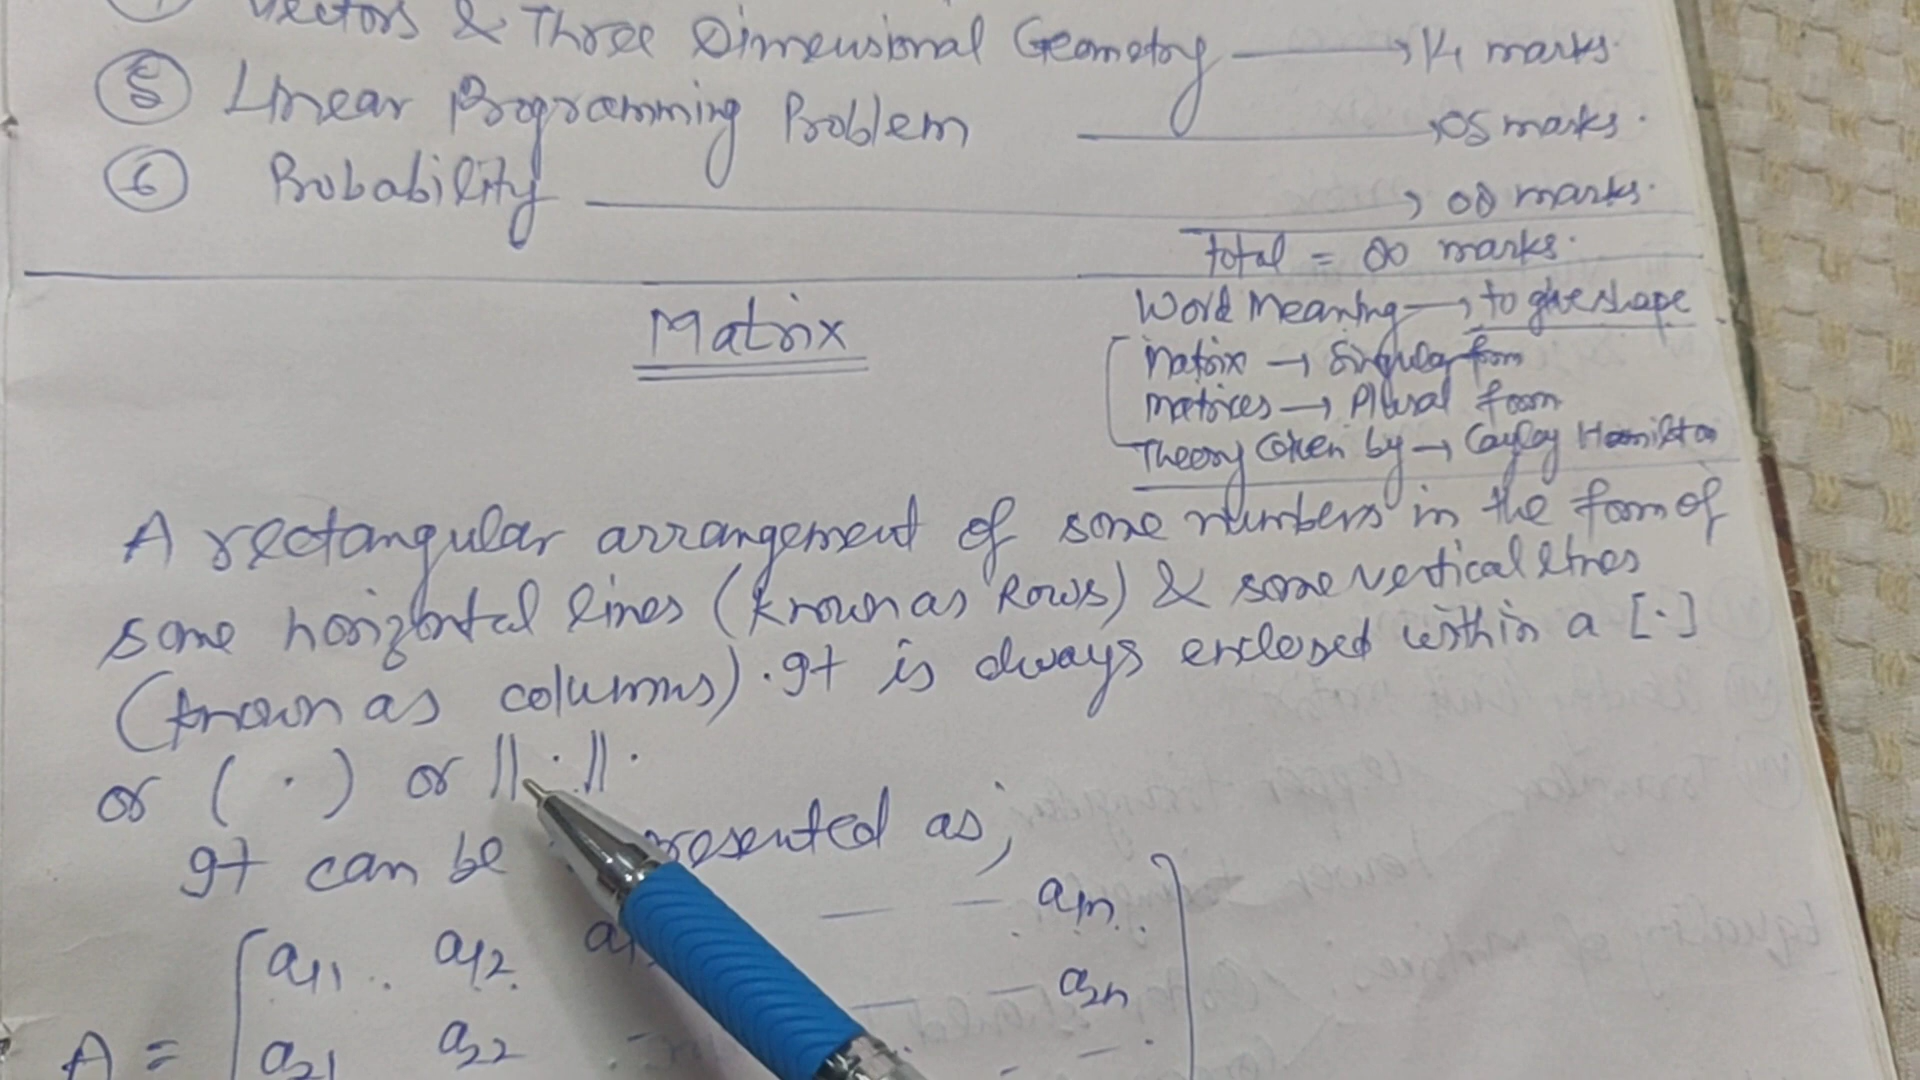 Vectors & Three Dimensional Geometry → 14 marks.
⑤ Linear Programming Problem → 05 marks.
⑥ Probability → 08 marks.
total = 80 marks.
Matrix
Word Meaning → to give shape
Matrix → Singular form
Matrices → Plural form
Theory Given by → Cayley Hamilton
A rectangular arrangement of some numbers in the form of
some horizontal lines (known as Rows) & some vertical lines
(known as columns). It is always enclosed within a [·]
or ( · ) or || · ||.
It can be presented as,
a11 a12 a1n
A = a21 a22 a2n